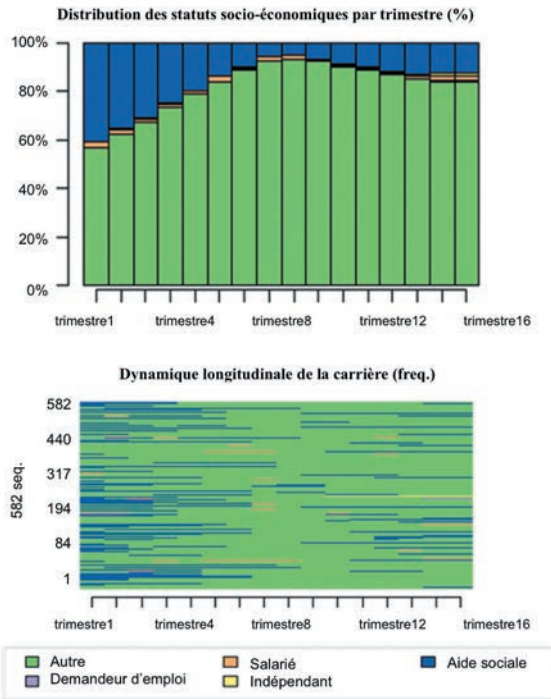 Distribution des statuts socio-économiques par trimestre (%)
100%
80%
60%
40%
20%
0%
trimestre1 trimestre4 trimestre8 trimestre12 trimestre16
Dynamique longitudinale de la carrière (freq.)
582 seq.
582
440
317
194
84
1
trimestre1 trimestre4 trimestre8 trimestre12 trimestre16
Autre Salarié Aide sociale
Demandeur d'emploi Indépendant